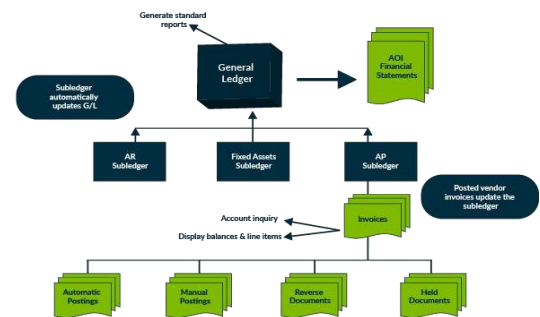 Generate standard
reports
General
Ledger
AOI
Financial
Statements
Subledger
automatically
updates G/L
AR
Subledger
Fixed Assets
Subledger
AP
Subledger
Posted vendor
invoices update the
subledger
Invoices
Account inquiry
Display balances & line items
Automatic
Postings
Manual
Postings
Reverse
Documents
Held
Documents